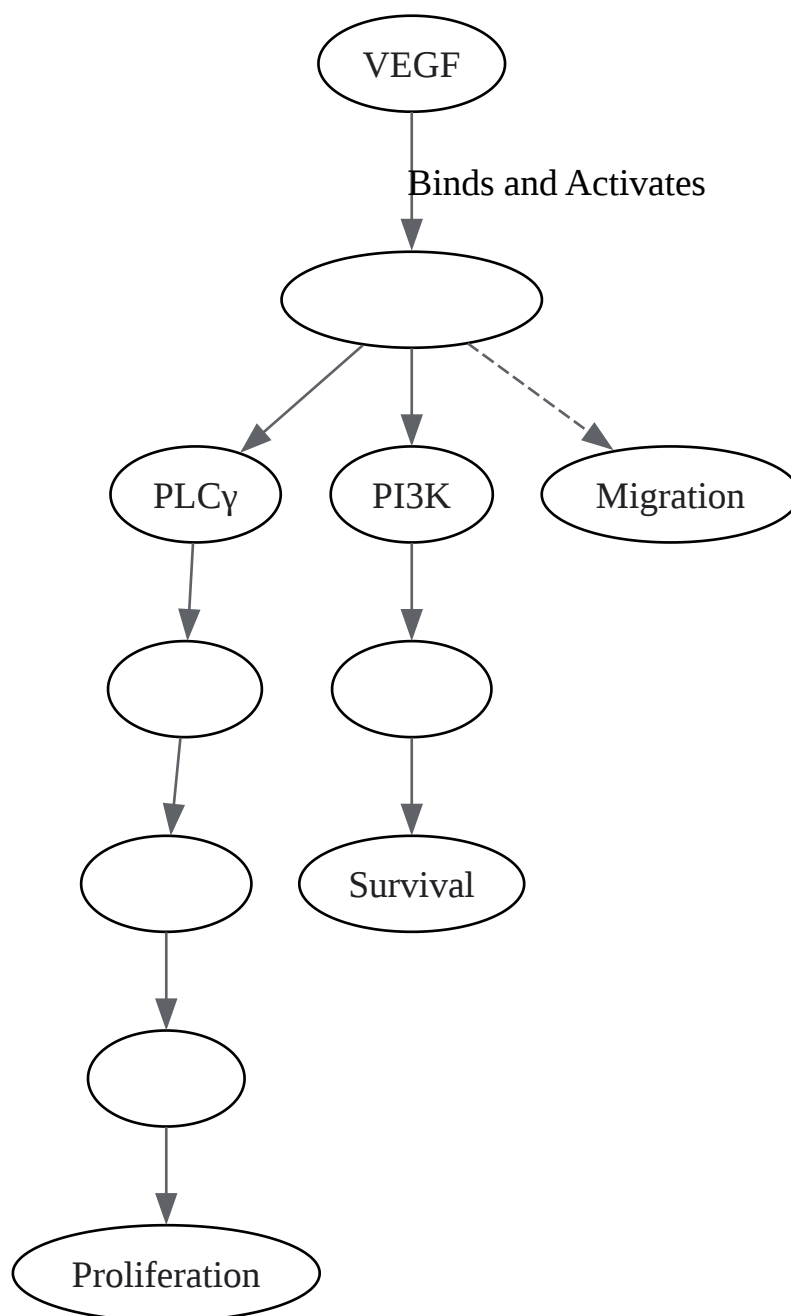 VEGF
Binds and Activates
PLCγ
PI3K
Migration
Survival
Proliferation